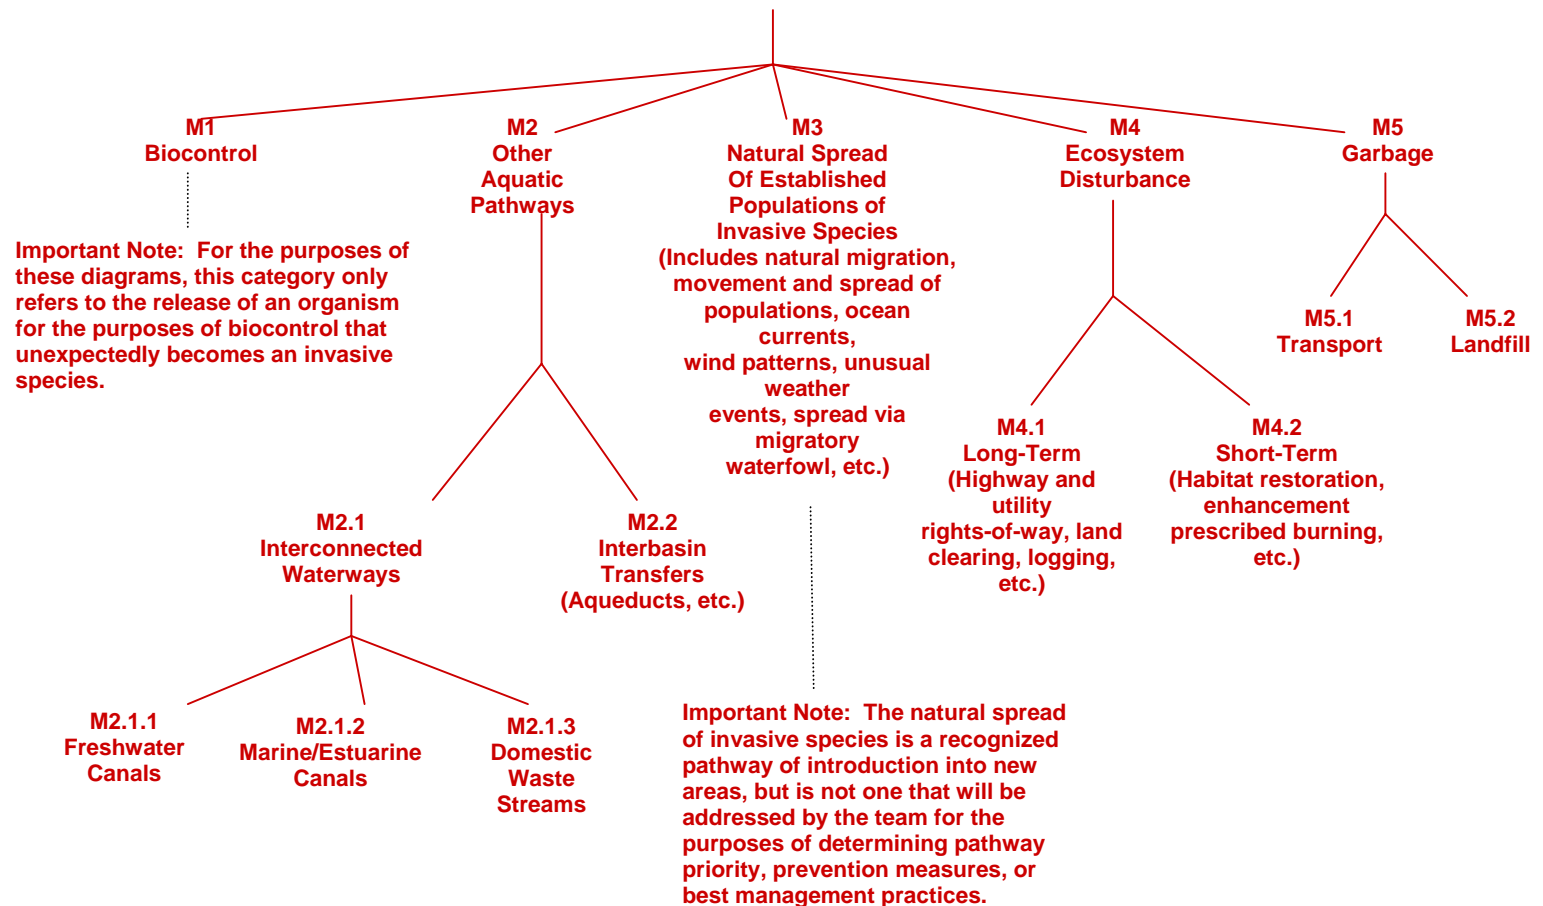 M1
Biocontrol
Important Note:  For the purposes of
these diagrams, this category only
refers to the release of an organism
for the purposes of biocontrol that
unexpectedly becomes an invasive
species.
M2
Other
Aquatic
Pathways
M3
Natural Spread
Of Established
Populations of
Invasive Species
(Includes natural migration,
movement and spread of
populations, ocean
currents,
wind patterns, unusual
weather
events, spread via
migratory
waterfowl, etc.)
M4
Ecosystem
Disturbance
M5
Garbage
M5.1
Transport
M5.2
Landfill
M4.1
Long-Term
(Highway and
utility
rights-of-way, land
clearing, logging,
etc.)
M4.2
Short-Term
(Habitat restoration,
enhancement
prescribed burning,
etc.)
M2.1
Interconnected
Waterways
M2.2
Interbasin
Transfers
(Aqueducts, etc.)
M2.1.1
Freshwater
Canals
M2.1.2
Marine/Estuarine
Canals
M2.1.3
Domestic
Waste
Streams
Important Note:  The natural spread
of invasive species is a recognized
pathway of introduction into new
areas, but is not one that will be
addressed by the team for the
purposes of determining pathway
priority, prevention measures, or
best management practices.